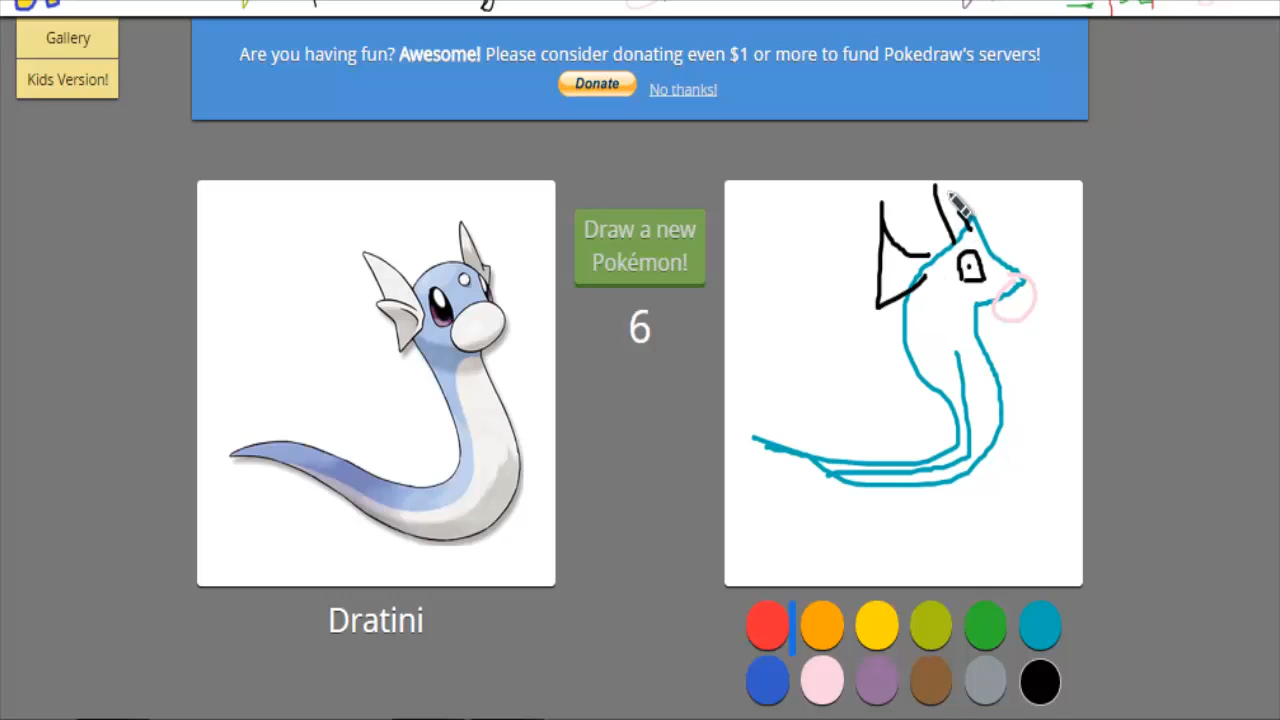 Gallery
Kids Version!
Are you having fun? Awesome! Please consider donating even $1 or more to fund Pokedraw's servers!
Donate
No thanks!
Draw a new
Pokémon!
6
Dratini